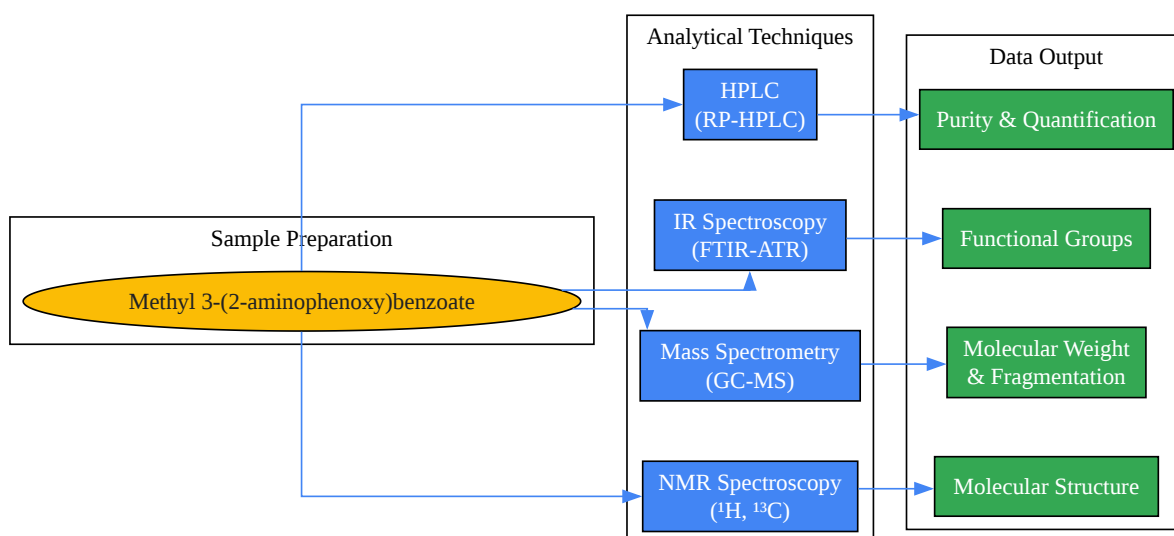 Sample Preparation
Methyl 3-(2-aminophenoxy)benzoate
Analytical Techniques
HPLC
(RP-HPLC)
IR Spectroscopy
(FTIR-ATR)
Mass Spectrometry
(GC-MS)
NMR Spectroscopy
(¹H, ¹³C)
Data Output
Purity & Quantification
Functional Groups
Molecular Weight
& Fragmentation
Molecular Structure